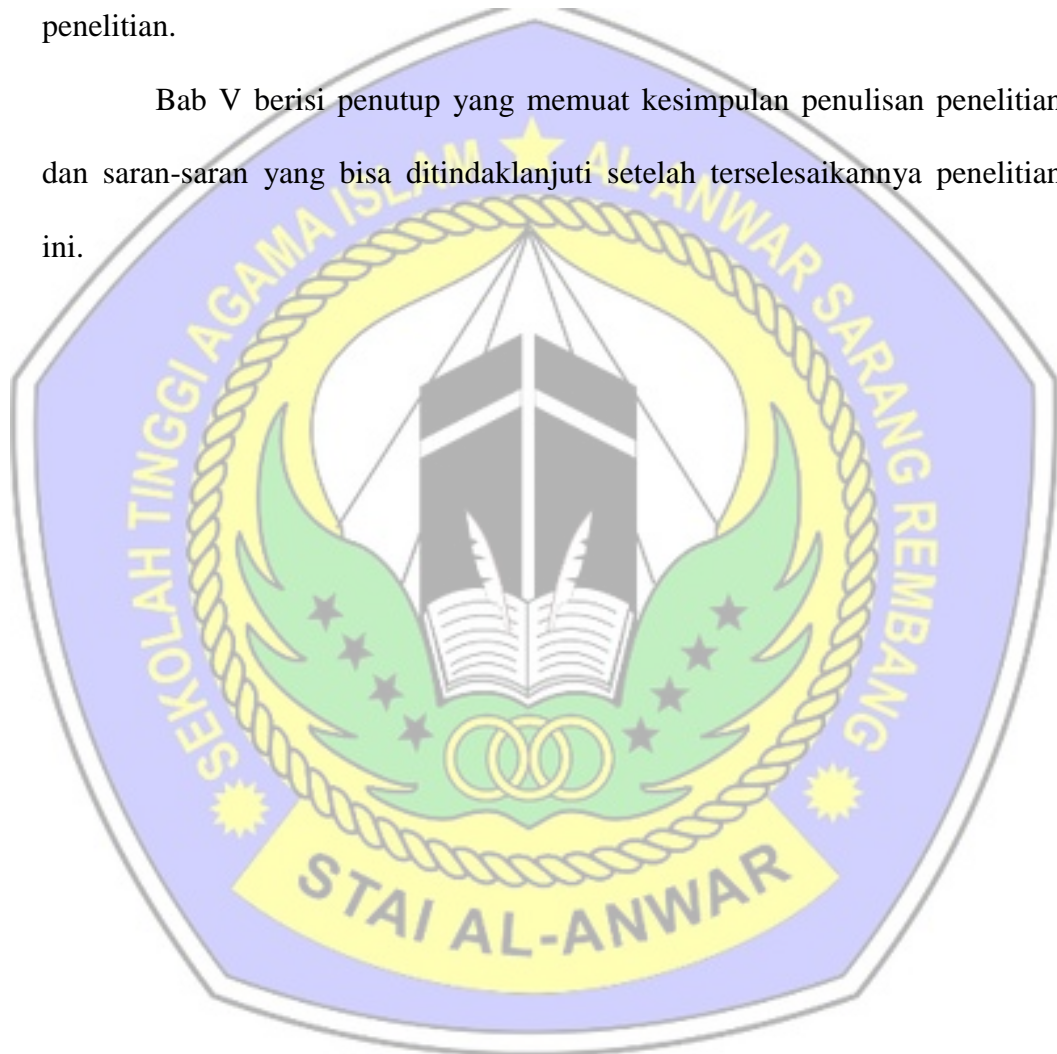 penelitian.
Bab V berisi penutup yang memuat kesimpulan penulisan penelitian
dan saran-saran yang bisa ditindaklanjuti setelah terselesaikannya penelitian
ini.
SEKOLAH TINGGI AGAMA ISLAM AL ANWAR SARANG REMBANG
STAI AL-ANWAR